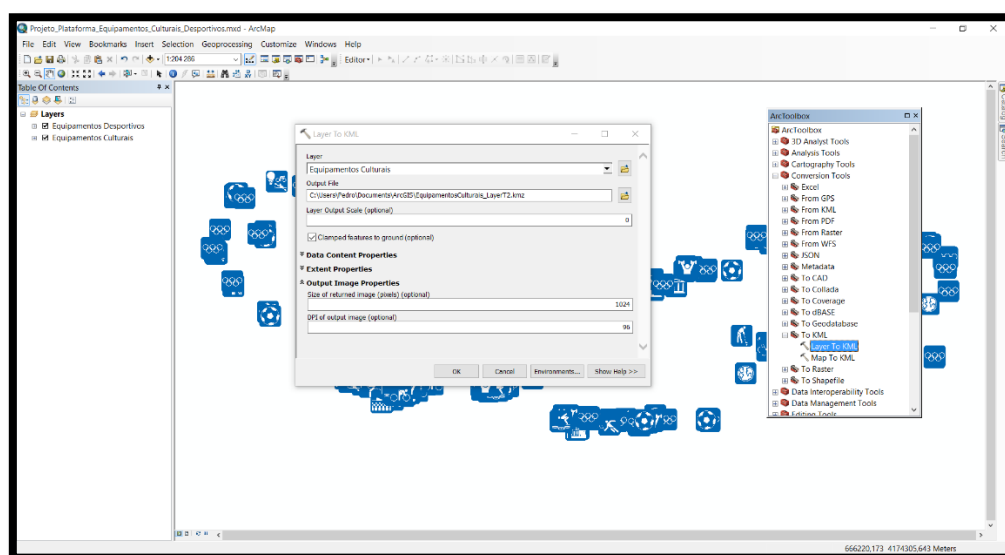 Projeto_Plataforma_Equipamentos_Culturais_Desportivos.mxd - ArcMap
File Edit View Bookmarks Insert Selection Geoprocessing Customize Windows Help
1:204 286
Editor
Table Of Contents
Layers
Equipamentos Desportivos
Equipamentos Culturais
Layer To KML
Layer
Equipamentos Culturais
Output File
C:\Users\Pedro\Documents\ArcGIS\EquipamentosCulturais_LayerT2.kmz
Layer Output Scale (optional)
0
Clamped features to ground (optional)
Data Content Properties
Extent Properties
Output Image Properties
Size of returned image (pixels) (optional)
1024
DPI of output image (optional)
96
OK Cancel Environments... Show Help >>
ArcToolbox
ArcToolbox
3D Analyst Tools
Analysis Tools
Cartography Tools
Conversion Tools
Excel
From GPS
From KML
From PDF
From Raster
From WFS
JSON
Metadata
To CAD
To Collada
To Coverage
To dBASE
To Geodatabase
To KML
Layer To KML
Map To KML
To Raster
To Shapefile
Data Interoperability Tools
Data Management Tools
Editing Tools
Catalog
Search
666220,173 4174305,643 Meters